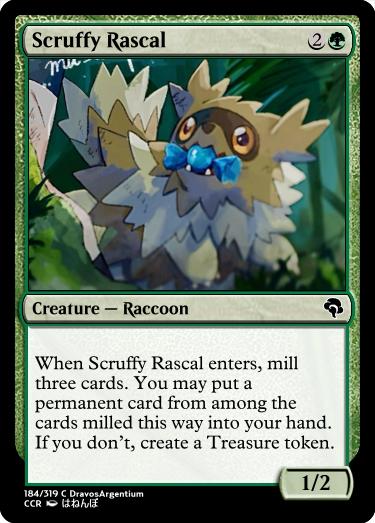 Scruffy Rascal 2
Creature — Raccoon
When Scruffy Rascal enters, mill
three cards. You may put a
permanent card from among the
cards milled this way into your hand.
If you don't, create a Treasure token.
1/2
184/319 C DravosArgentium
CCR はねんぼ